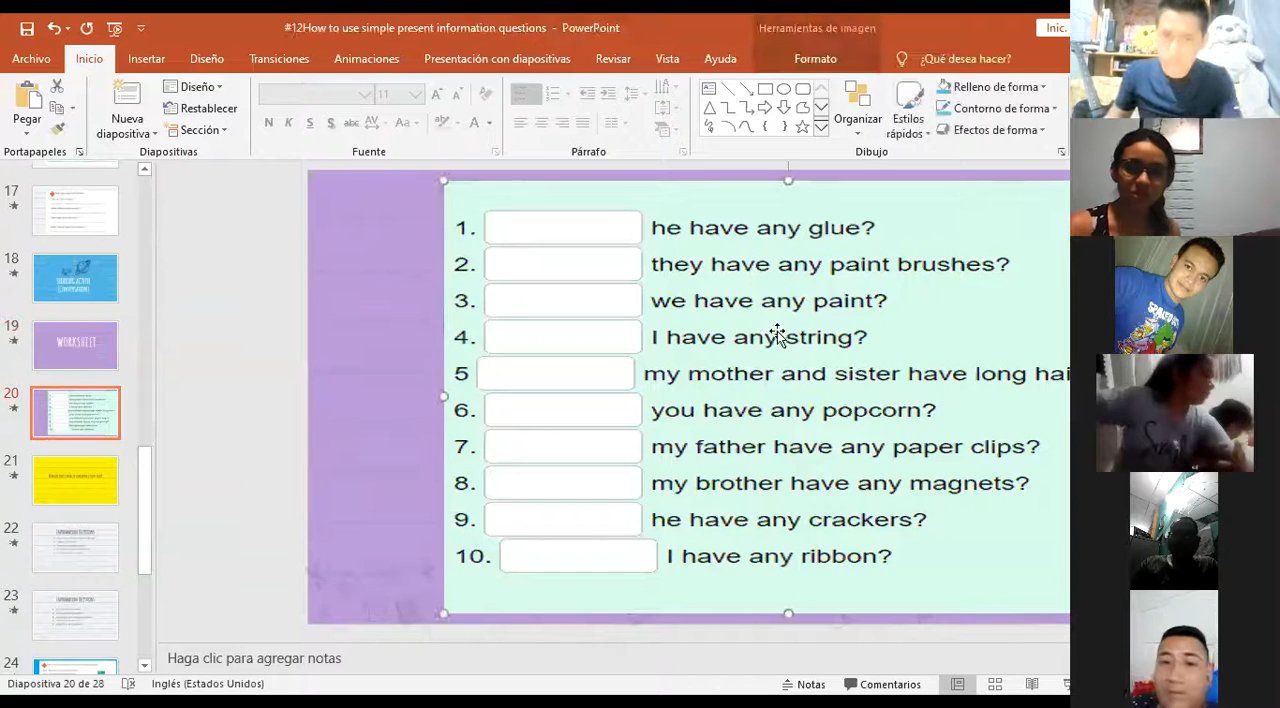 #12How to use simple present information questions - PowerPoint
Herramientas de imagen
Inic.
Archivo Inicio Insertar Diseño Transiciones Animaciones Presentación con diapositivas Revisar Vista Ayuda Formato ¿Qué desea hacer?
Pegar
Nueva diapositiva
Diseño
Restablecer
Sección
11
N K S S abc AV Aa A
Organizar
Estilos rápidos
Relleno de forma
Contorno de forma
Efectos de forma
Portapapeles Diapositivas Fuente Párrafo Dibujo
17
18
19
WORKSHEET
20
21
22
23
24
1. he have any glue?
2. they have any paint brushes?
3. we have any paint?
4. I have any string?
5 my mother and sister have long hai
6. you have any popcorn?
7. my father have any paper clips?
8. my brother have any magnets?
9. he have any crackers?
10. I have any ribbon?
Haga clic para agregar notas
Diapositiva 20 de 28 Inglés (Estados Unidos) Notas Comentarios